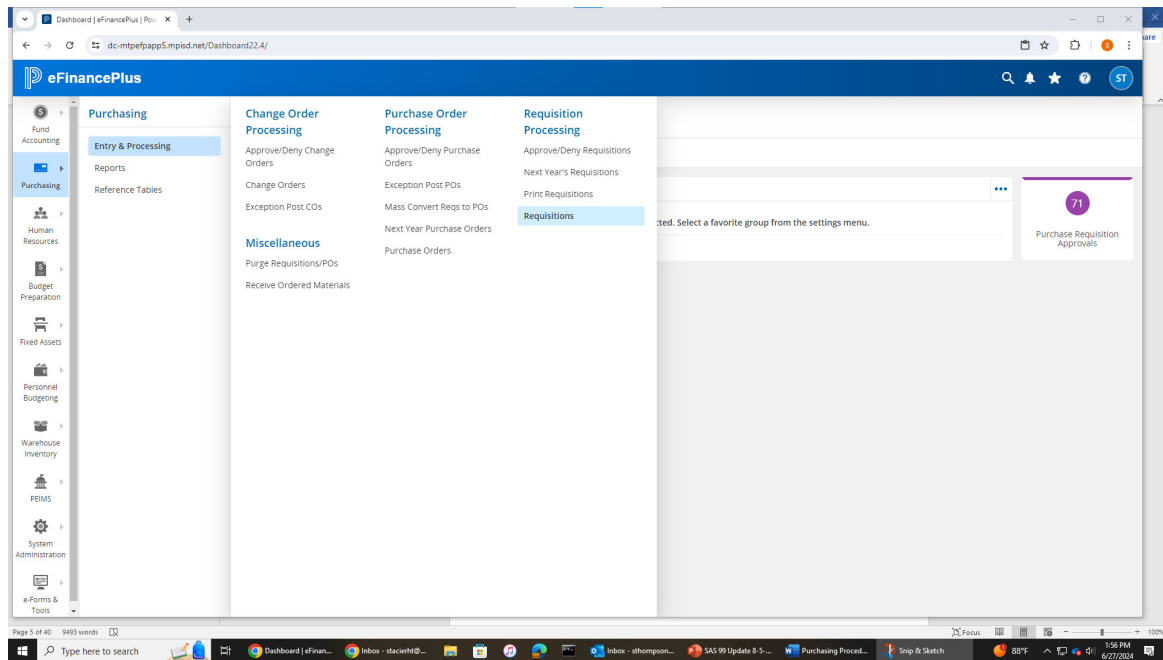 Dashboard | eFinancePlus | Pow
dc-mtpefpapp5.mpisd.net/Dashboard22.4/
S
are
eFinancePlus
ST
Fund
Accounting
Purchasing
Human
Resources
Budget
Preparation
Fixed Assets
Personnel
Budgeting
Warehouse
Inventory
PEIMS
System
Administration
e-Forms &
Tools
Purchasing
Entry & Processing
Reports
Reference Tables
Change Order
Processing
Approve/Deny Change
Orders
Change Orders
Exception Post COs
Miscellaneous
Purge Requisitions/POs
Receive Ordered Materials
Purchase Order
Processing
Approve/Deny Purchase
Orders
Exception Post POs
Mass Convert Reqs to POs
Next Year Purchase Orders
Purchase Orders
Requisition
Processing
Approve/Deny Requisitions
Next Year's Requisitions
Print Requisitions
Requisitions
cted. Select a favorite group from the settings menu.
71
Purchase Requisition
Approvals
Page 5 of 40 9493 words
Focus
100%
Type here to search
Dashboard | eFinan...
Inbox - stacierht@...
Inbox - sthompson...
SAS 99 Update 8-5-...
Purchasing Proced...
Snip & Sketch
88°F
1:56 PM
6/27/2024